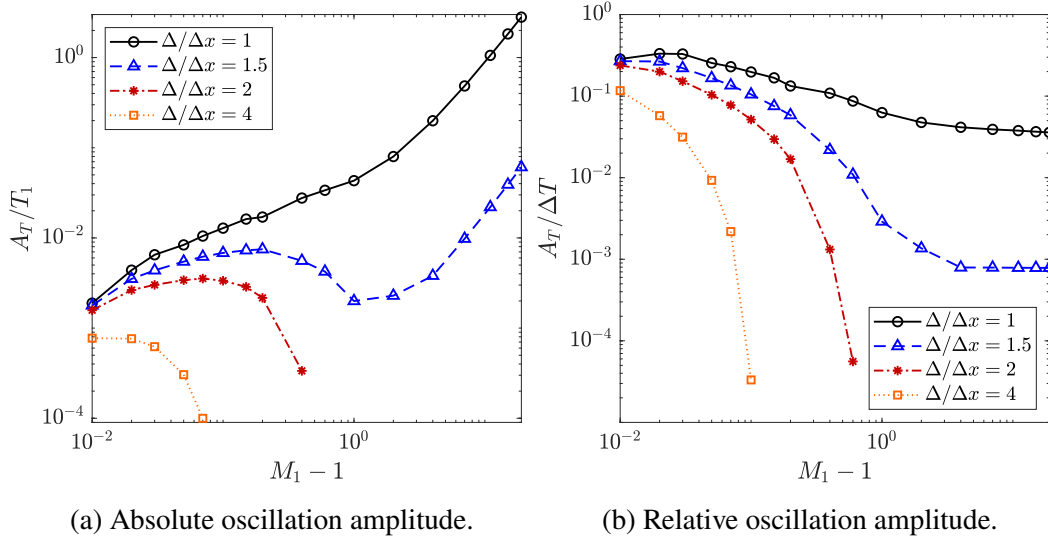 10^0
10^{-2}
10^{-4}
A_T/T_1
Δ/Δx = 1
Δ/Δx = 1.5
Δ/Δx = 2
Δ/Δx = 4
10^{-2}
10^0
M_1 − 1
(a) Absolute oscillation amplitude.
10^0
10^{-1}
10^{-2}
10^{-3}
10^{-4}
A_T/ΔT
Δ/Δx = 1
Δ/Δx = 1.5
Δ/Δx = 2
Δ/Δx = 4
10^{-2}
10^0
M_1 − 1
(b) Relative oscillation amplitude.